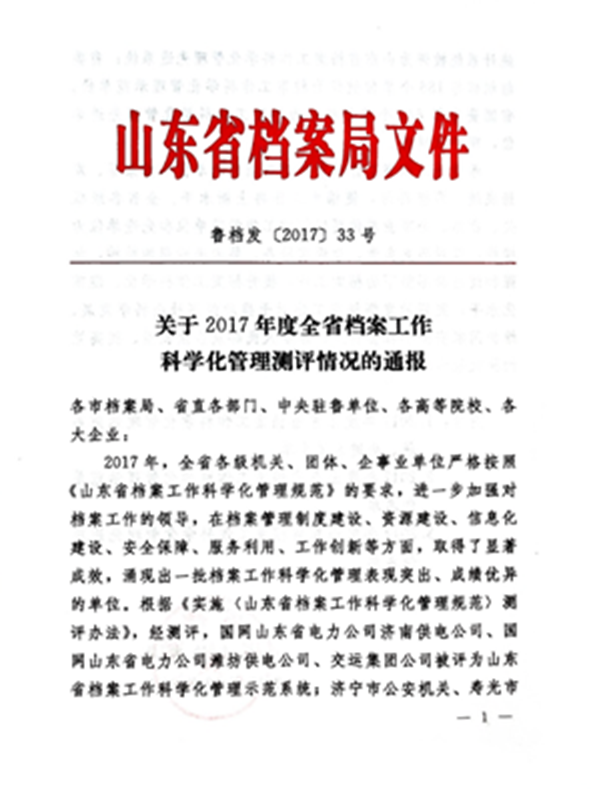 山东省档案局文件
鲁档发〔2017〕33号
关于2017年度全省档案工作
科学化管理测评情况的通报
各市档案局、省直各部门、中央驻鲁单位、各高等院校、各
大企业：
2017年，全省各级机关、团体、企事业单位严格按照
《山东省档案工作科学化管理规范》的要求，进一步加强对
档案工作的领导，在档案管理制度建设、资源建设、信息化
建设、安全保障、服务利用、工作创新等方面，取得了显著
成效，涌现出一批档案工作科学化管理表现突出、成绩优异
的单位。根据《实施〈山东省档案工作科学化管理规范〉测
评办法》，经测评，国网山东省电力公司济南供电公司、国
网山东省电力公司潍坊供电公司、交运集团公司被评为山东
省档案工作科学化管理示范系统；济宁市公安机关、寿光市
— 1 —